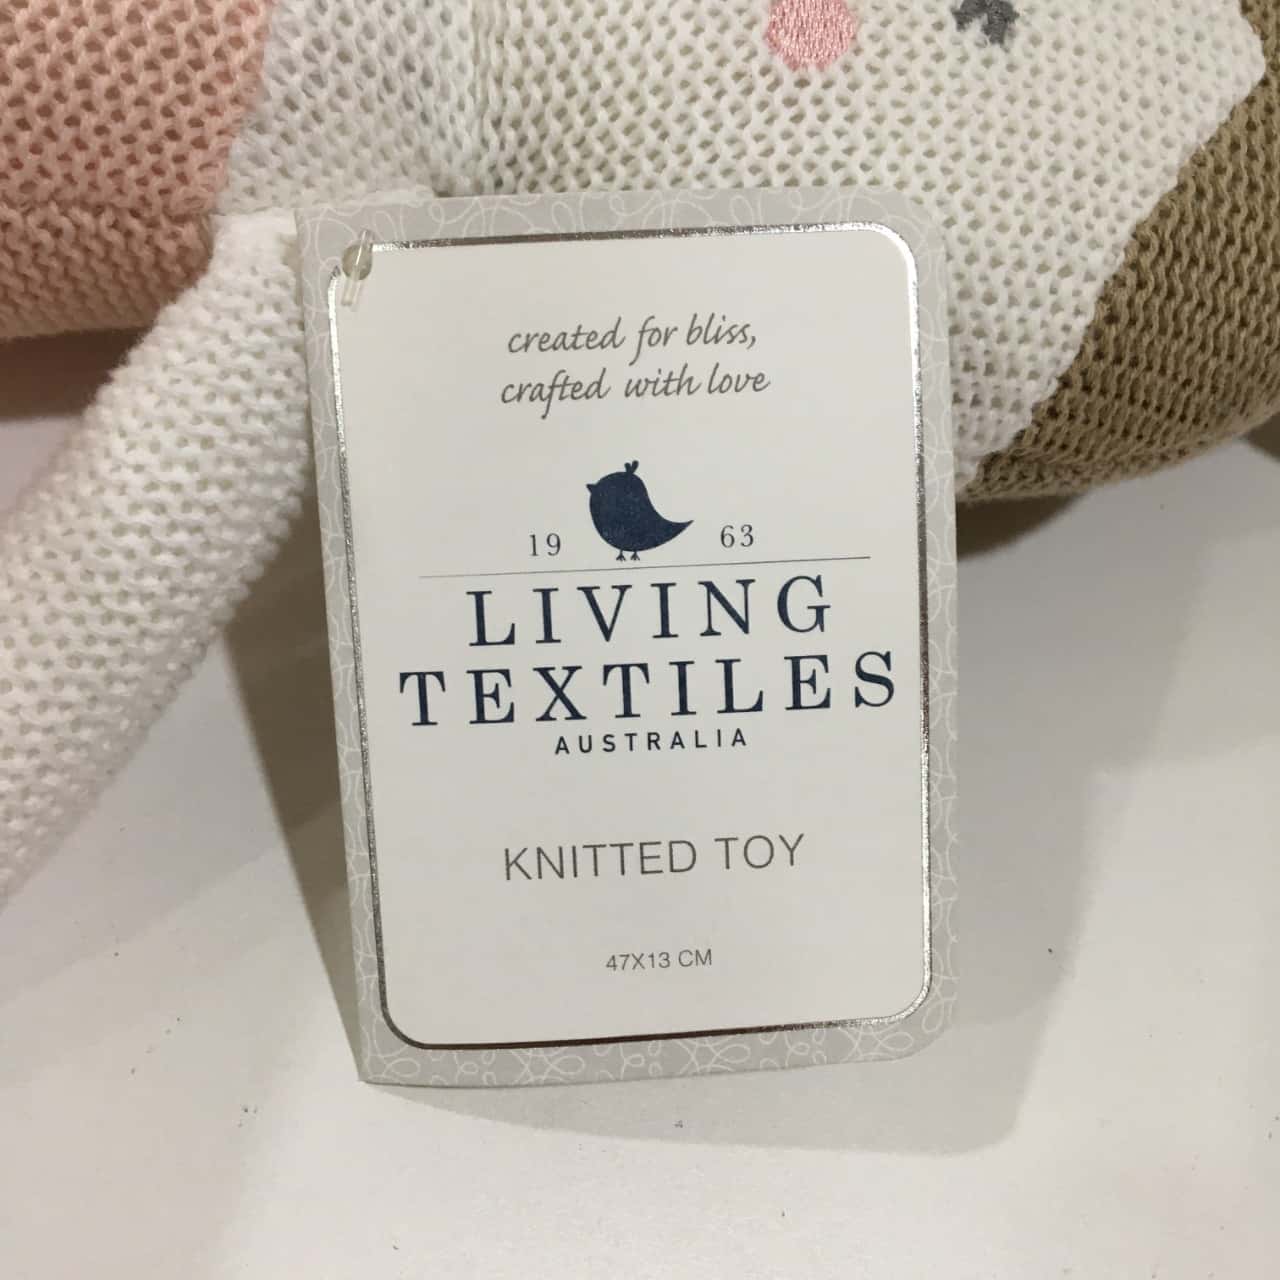 created for bliss,
crafted with love
19 63
LIVING
TEXTILES
AUSTRALIA
KNITTED TOY
47X13 CM